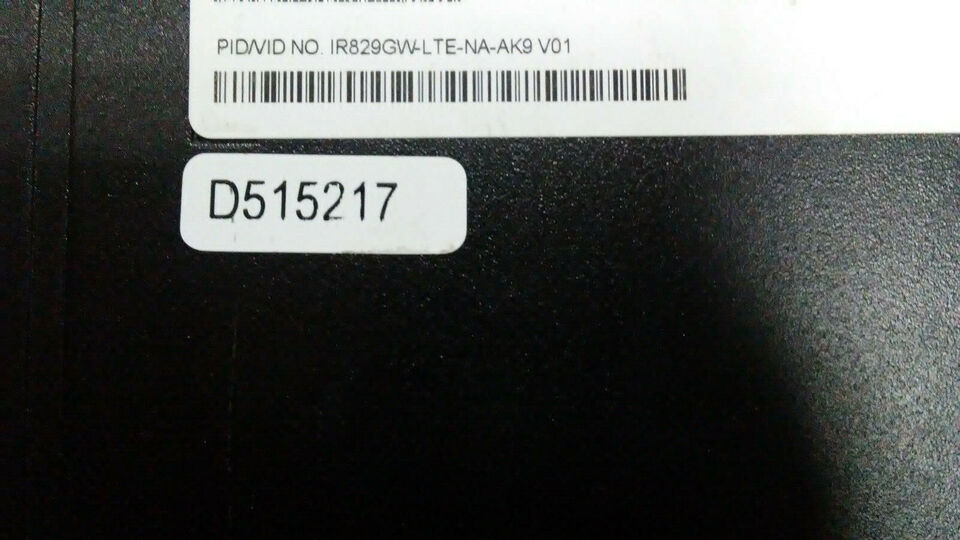 PID/VID NO. IR829GW-LTE-NA-AK9 V01
D515217